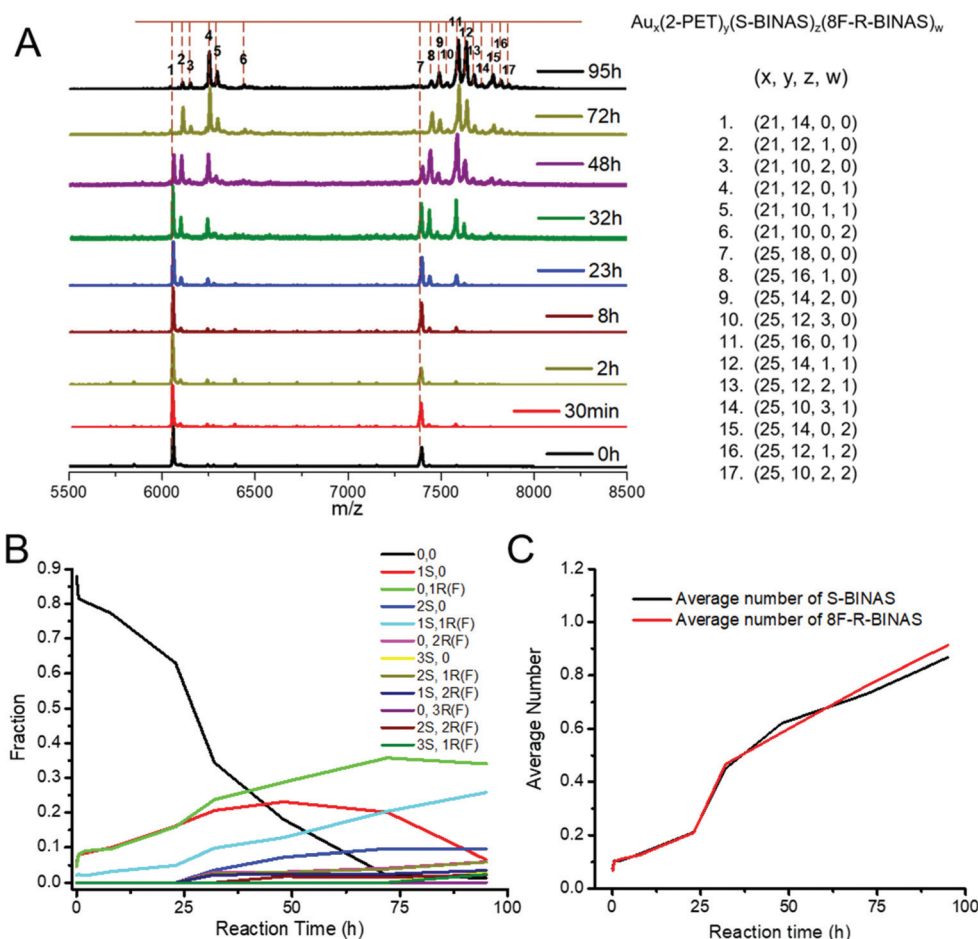 A
Au_x(2-PET)_y(S-BINAS)_z(8F-R-BINAS)_w
(x, y, z, w)
1. (21, 14, 0, 0)
2. (21, 12, 1, 0)
3. (21, 10, 2, 0)
4. (21, 12, 0, 1)
5. (21, 10, 1, 1)
6. (21, 10, 0, 2)
7. (25, 18, 0, 0)
8. (25, 16, 1, 0)
9. (25, 14, 2, 0)
10. (25, 12, 3, 0)
11. (25, 16, 0, 1)
12. (25, 14, 1, 1)
13. (25, 12, 2, 1)
14. (25, 10, 3, 1)
15. (25, 14, 0, 2)
16. (25, 12, 1, 2)
17. (25, 10, 2, 2)
1 2 3 4 5 6 7 8 9 10 11 12 13 14 15 16 17
95h
72h
48h
32h
23h
8h
2h
30min
0h
5500 6000 6500 7000 7500 8000 8500
m/z
B
Fraction
0.9
0.8
0.7
0.6
0.5
0.4
0.3
0.2
0.1
0.0
0,0
1S,0
0,1R(F)
2S,0
1S,1R(F)
0, 2R(F)
3S, 0
2S, 1R(F)
1S, 2R(F)
0, 3R(F)
2S, 2R(F)
3S, 1R(F)
0 25 50 75 100
Reaction Time (h)
C
Average Number
1.2
1.0
0.8
0.6
0.4
0.2
0.0
Average number of S-BINAS
Average number of 8F-R-BINAS
0 25 50 75 100
Reaction time (h)